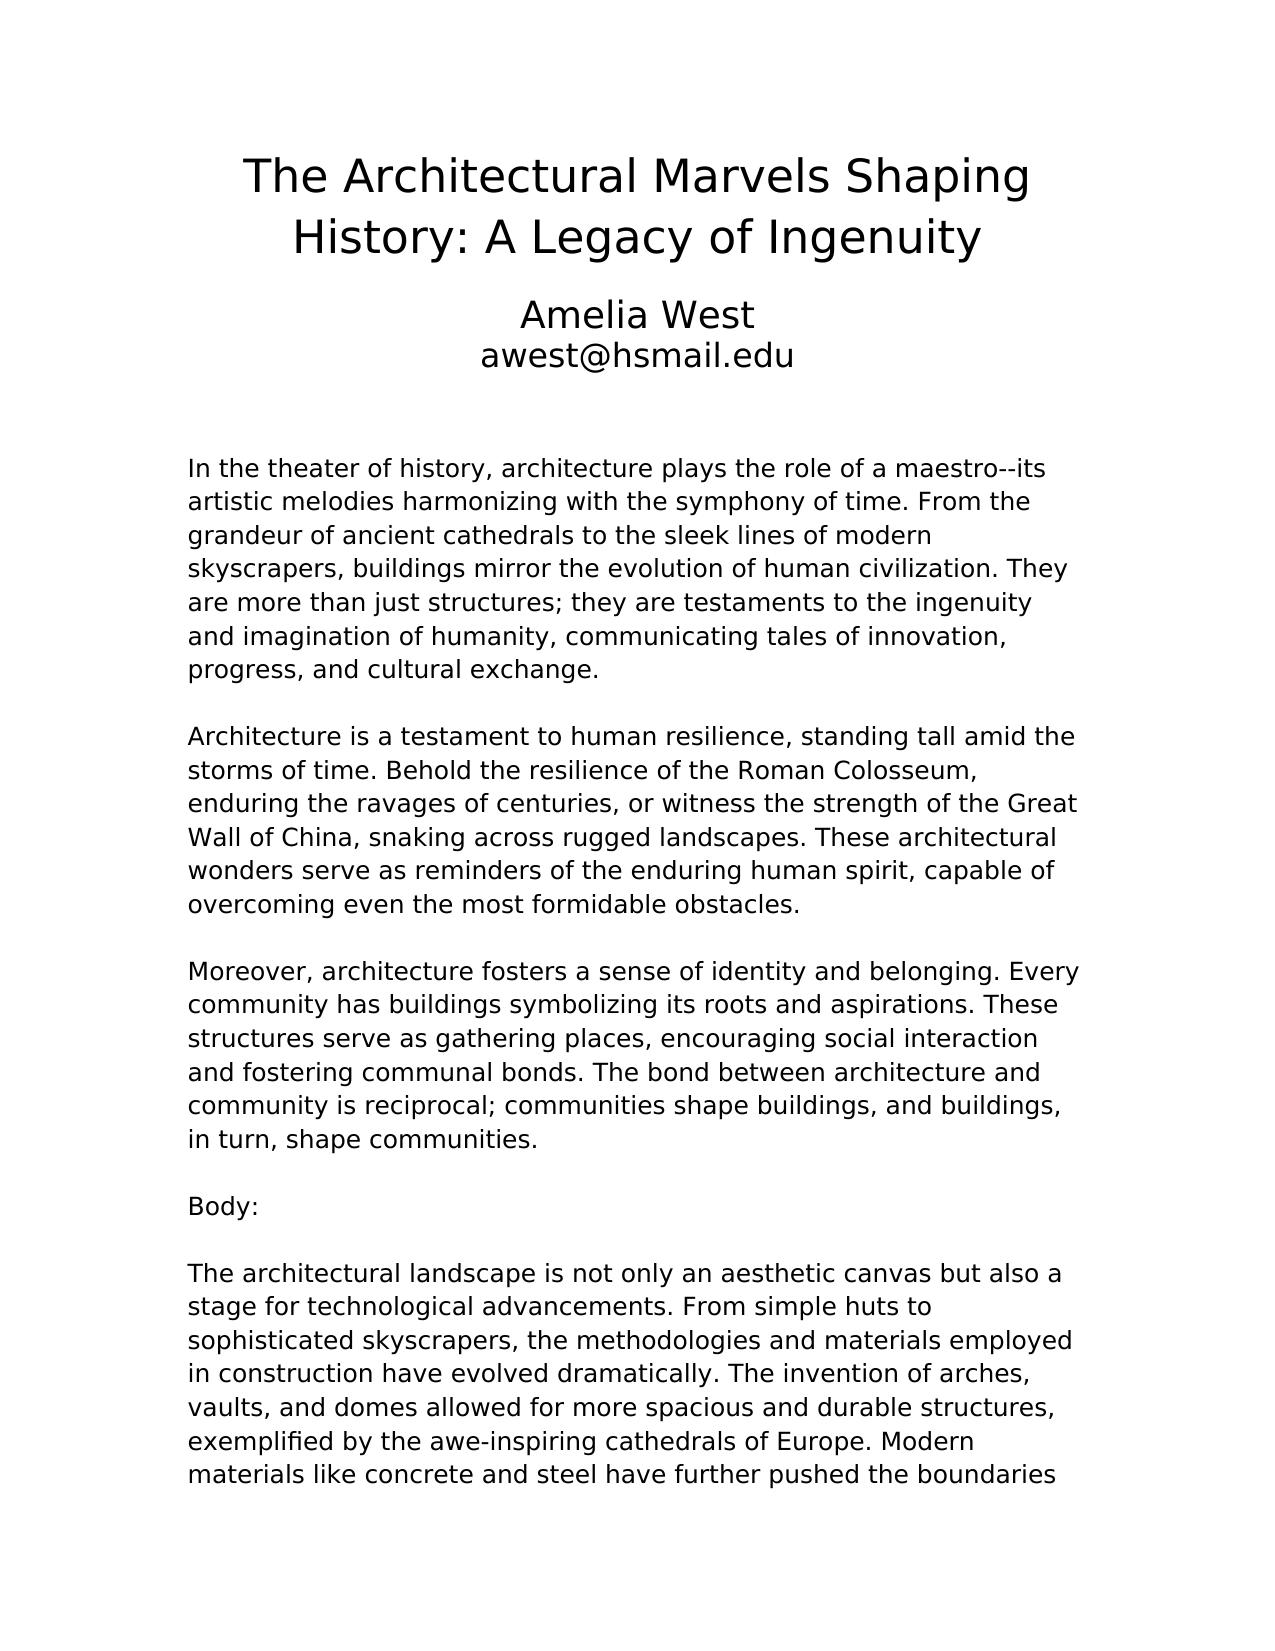 The Architectural Marvels Shaping
History: A Legacy of Ingenuity
Amelia West
awest@hsmail.edu
In the theater of history, architecture plays the role of a maestro--its
artistic melodies harmonizing with the symphony of time. From the
grandeur of ancient cathedrals to the sleek lines of modern
skyscrapers, buildings mirror the evolution of human civilization. They
are more than just structures; they are testaments to the ingenuity
and imagination of humanity, communicating tales of innovation,
progress, and cultural exchange.
Architecture is a testament to human resilience, standing tall amid the
storms of time. Behold the resilience of the Roman Colosseum,
enduring the ravages of centuries, or witness the strength of the Great
Wall of China, snaking across rugged landscapes. These architectural
wonders serve as reminders of the enduring human spirit, capable of
overcoming even the most formidable obstacles.
Moreover, architecture fosters a sense of identity and belonging. Every
community has buildings symbolizing its roots and aspirations. These
structures serve as gathering places, encouraging social interaction
and fostering communal bonds. The bond between architecture and
community is reciprocal; communities shape buildings, and buildings,
in turn, shape communities.
Body:
The architectural landscape is not only an aesthetic canvas but also a
stage for technological advancements. From simple huts to
sophisticated skyscrapers, the methodologies and materials employed
in construction have evolved dramatically. The invention of arches,
vaults, and domes allowed for more spacious and durable structures,
exemplified by the awe-inspiring cathedrals of Europe. Modern
materials like concrete and steel have further pushed the boundaries